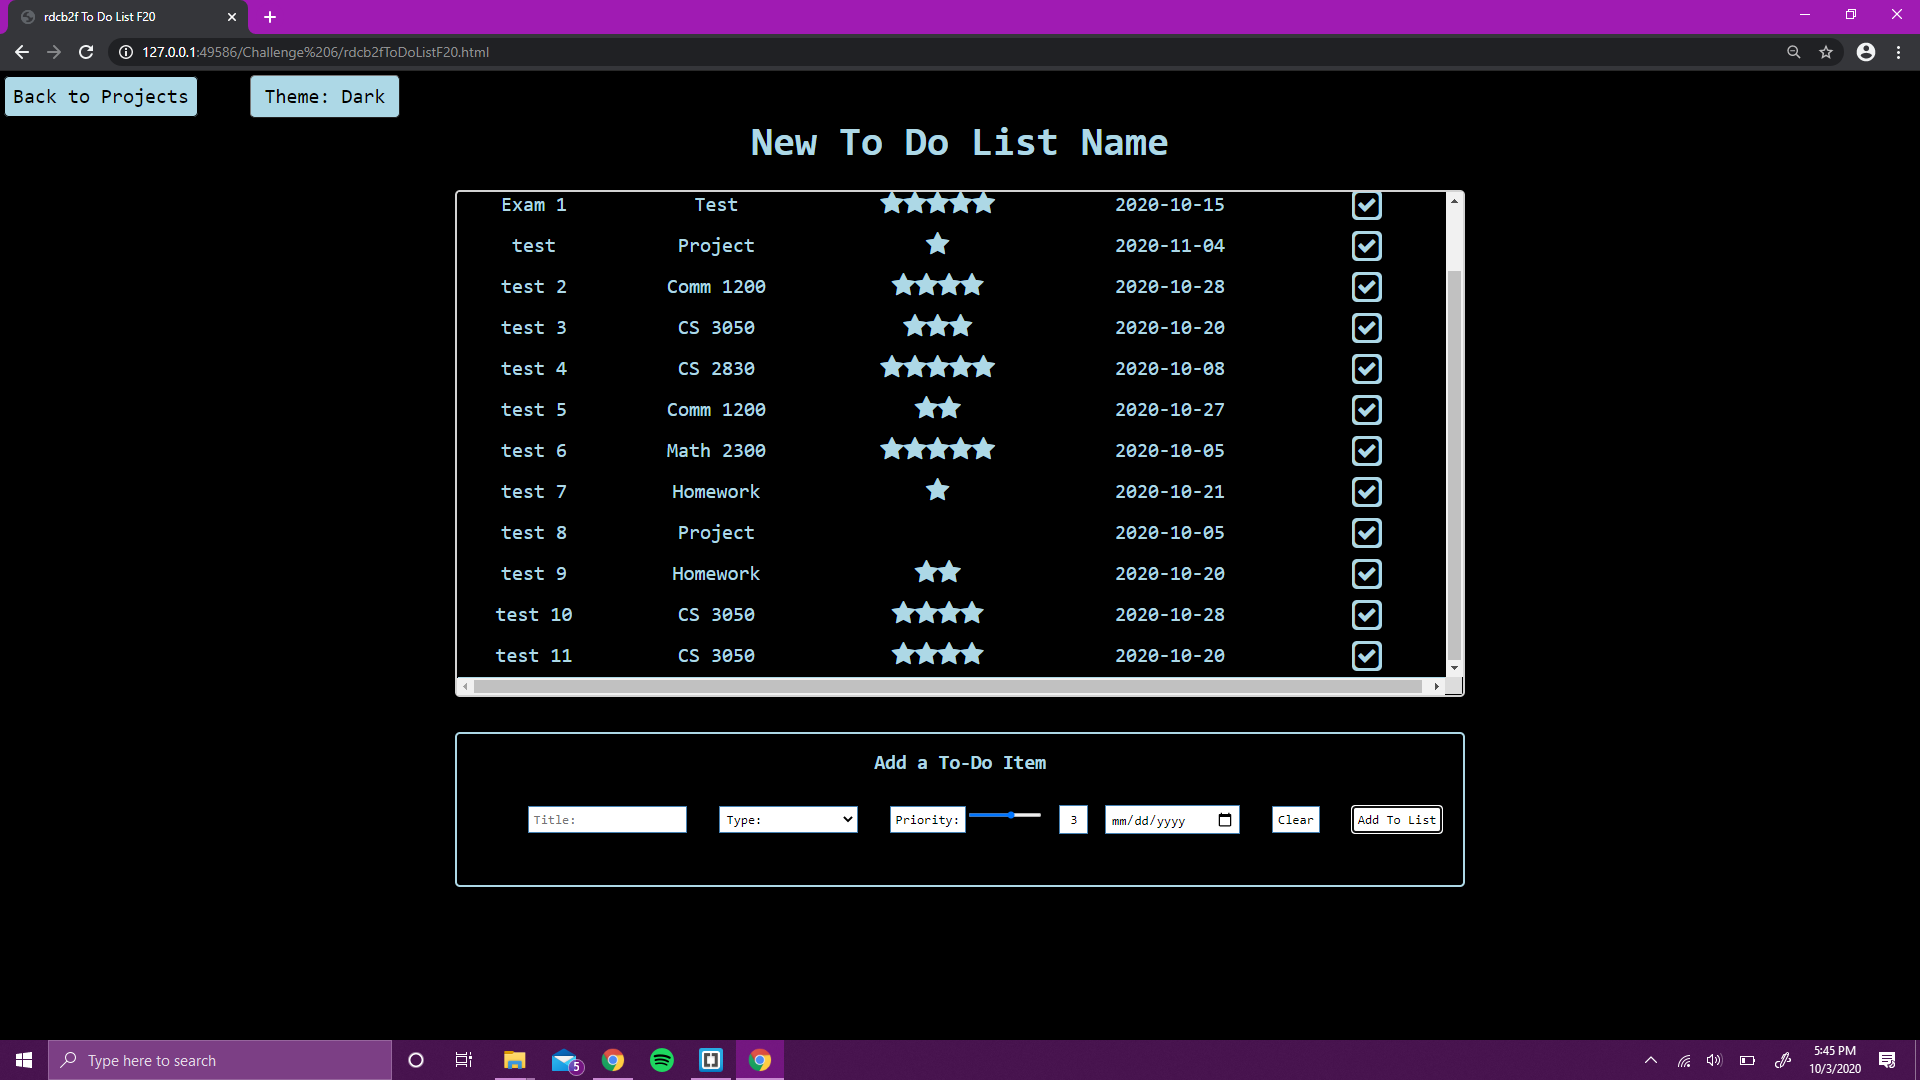 rdcb2f To Do List F20
127.0.0.1:49586/Challenge%206/rdcb2fToDoListF20.html
Back to Projects Theme: Dark
New To Do List Name
Exam 1 Test 2020-10-15
test Project 2020-11-04
test 2 Comm 1200 2020-10-28
test 3 CS 3050 2020-10-20
test 4 CS 2830 2020-10-08
test 5 Comm 1200 2020-10-27
test 6 Math 2300 2020-10-05
test 7 Homework 2020-10-21
test 8 Project 2020-10-05
test 9 Homework 2020-10-20
test 10 CS 3050 2020-10-28
test 11 CS 3050 2020-10-20
Add a To-Do Item
Title: Type: Priority: 3 mm/dd/yyyy Clear Add To List
Type here to search 5 5:45 PM
10/3/2020